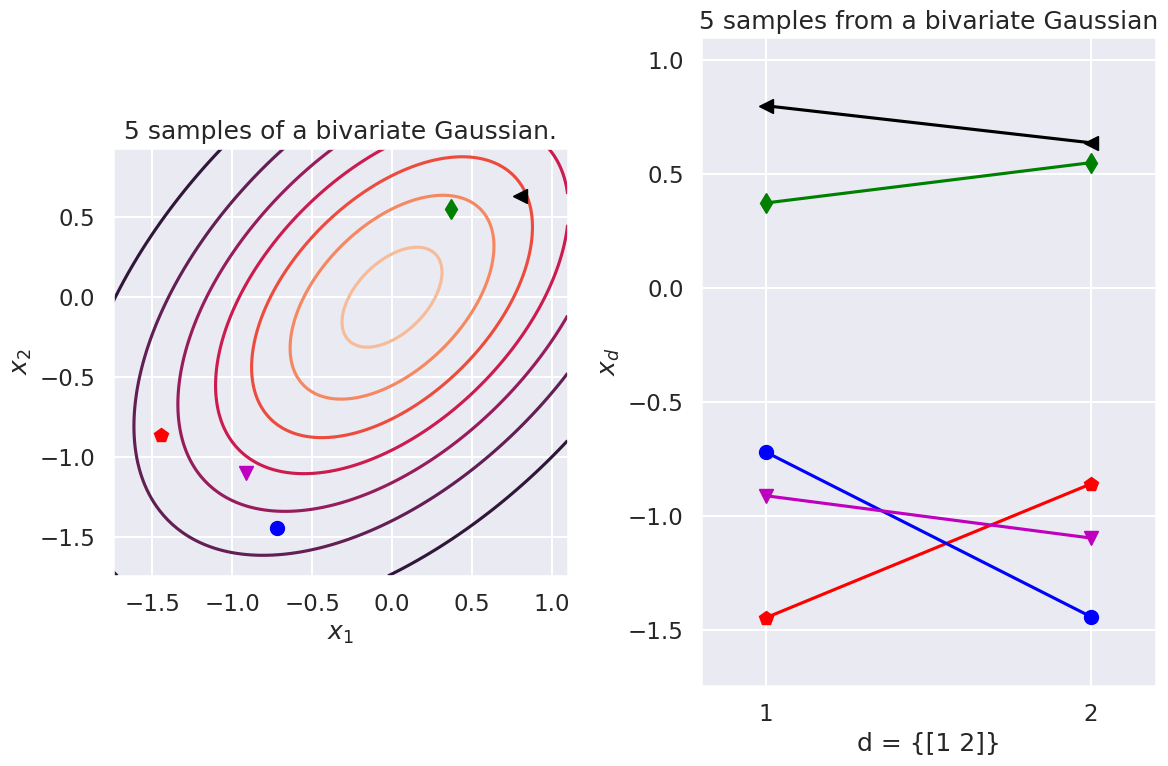 5 samples of a bivariate Gaussian.
0.5
0.0
−0.5
−1.0
−1.5
x₂
−1.5 −1.0 −0.5 0.0 0.5 1.0
x₁
5 samples from a bivariate Gaussian
1.0
0.5
0.0
−0.5
−1.0
−1.5
x_d
1 2
d = {[1 2]}